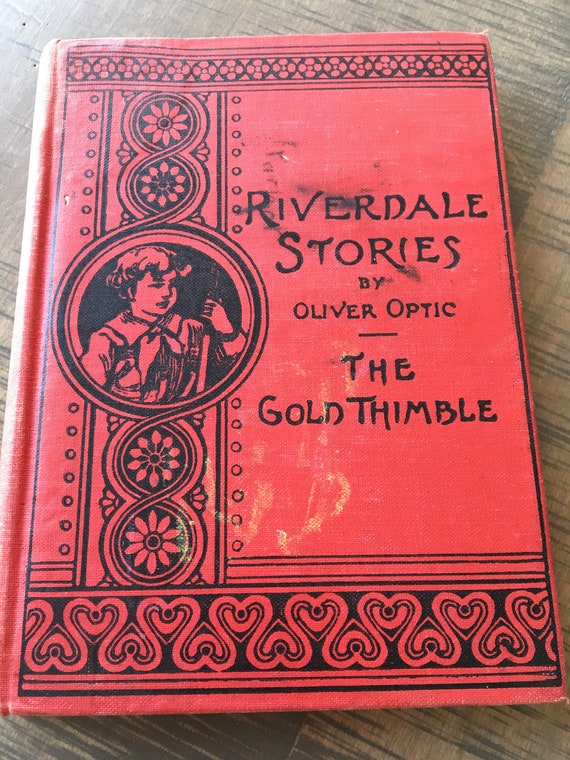 RIVERDALE
STORIES
BY
OLIVER OPTIC
THE
GOLD THIMBLE